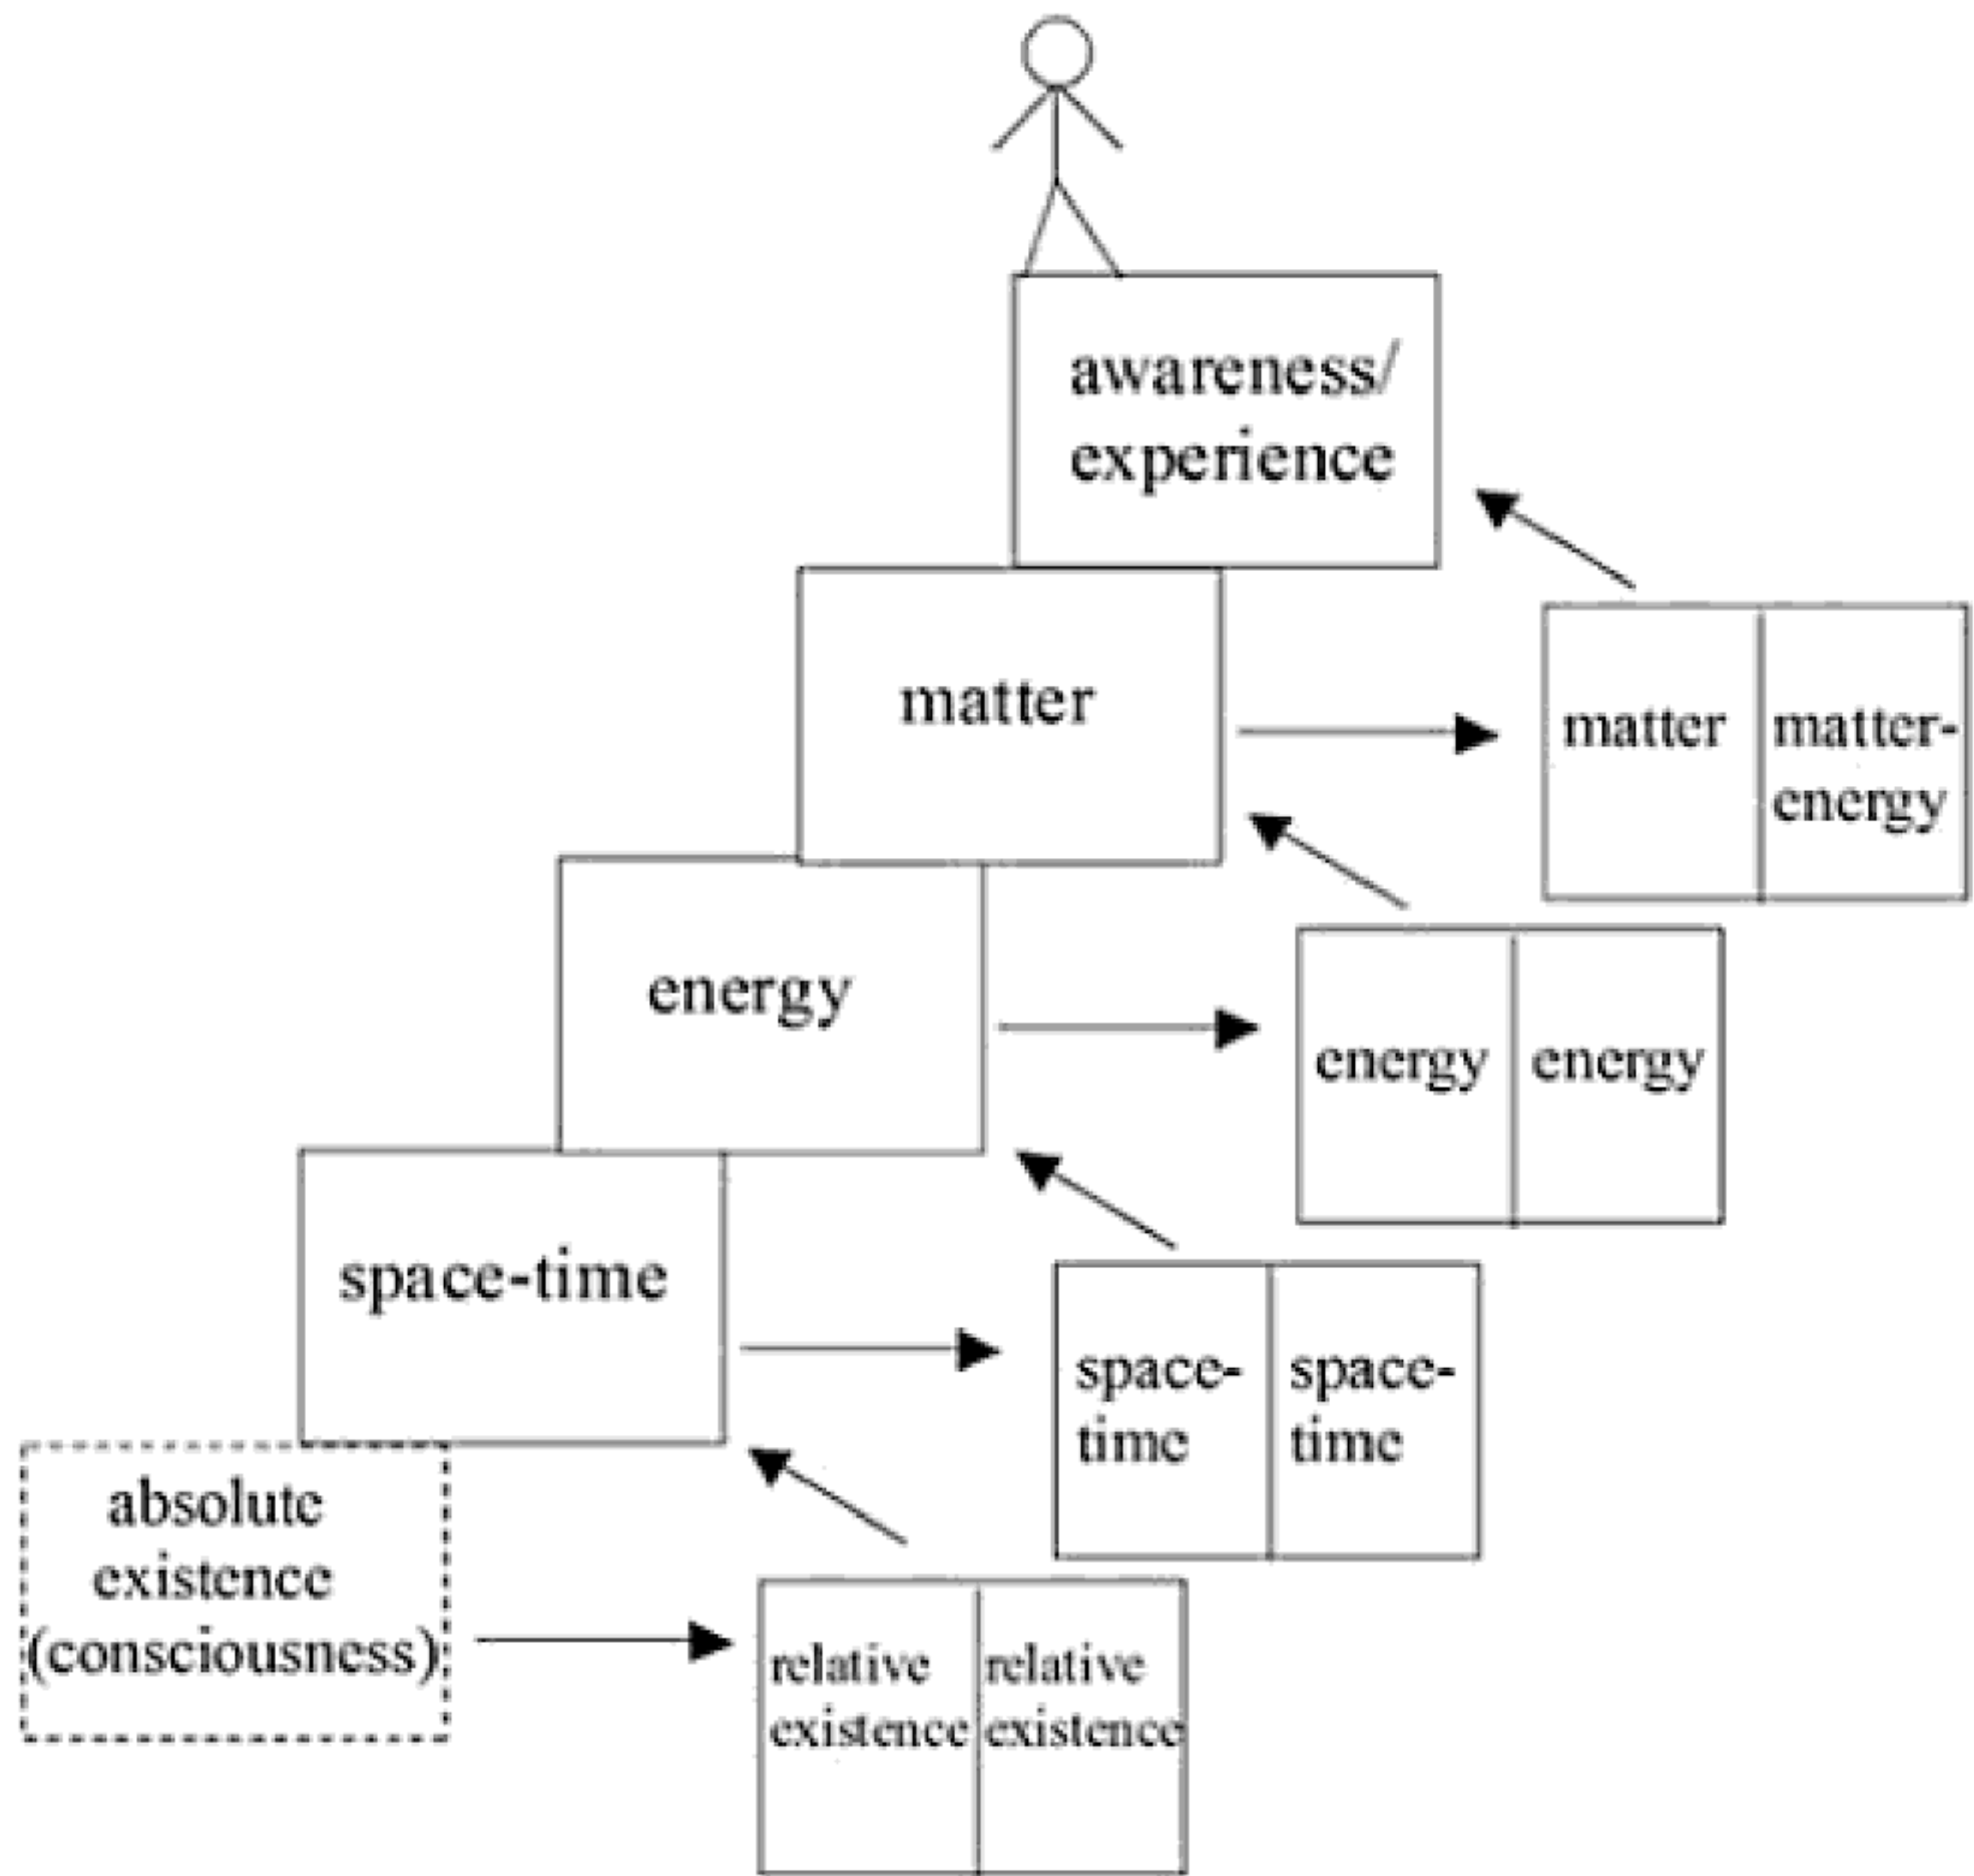 awareness/
experience
matter
matter
matter-
energy
energy
energy
energy
space-time
space-
time
space-
time
absolute
existence
(consciousness)
relative
existence
relative
existence